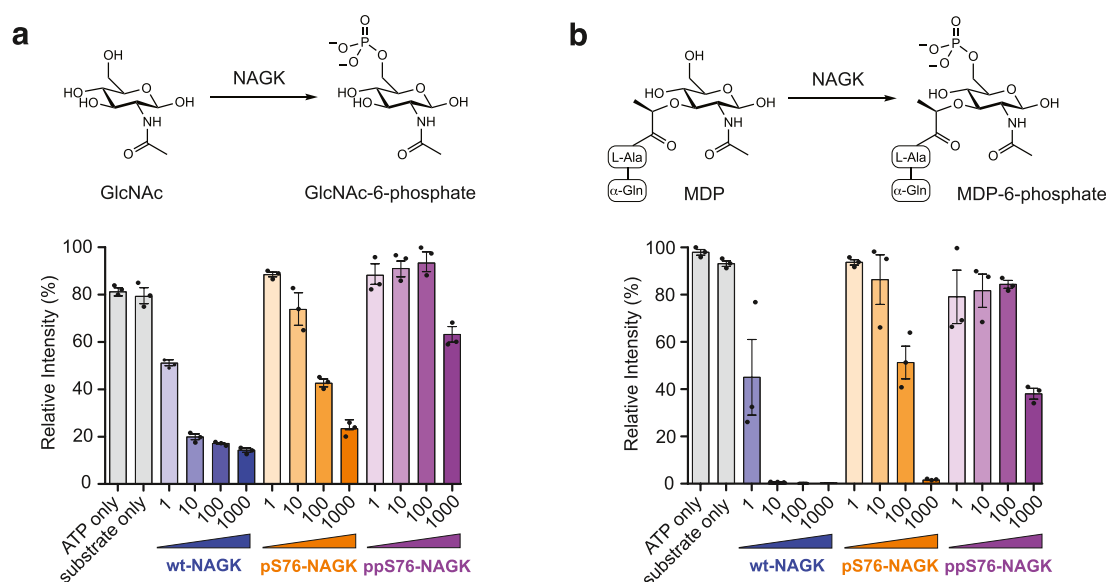 a
GlcNAc
OH
HO
HO
O
OH
NH
O
NAGK
O
P
−O
−O
O
HO
HO
O
OH
NH
O
GlcNAc-6-phosphate
Relative Intensity (%)
100
80
60
40
20
0
ATP only
substrate only
1
10
100
1000
1
10
100
1000
1
10
100
1000
wt-NAGK
pS76-NAGK
ppS76-NAGK
b
OH
HO
O
O
OH
NH
O
O
L-Ala
α-Gln
MDP
NAGK
O
P
−O
−O
O
HO
O
O
OH
NH
O
O
L-Ala
α-Gln
MDP-6-phosphate
Relative Intensity (%)
100
80
60
40
20
0
ATP only
substrate only
1
10
100
1000
1
10
100
1000
1
10
100
1000
wt-NAGK
pS76-NAGK
ppS76-NAGK